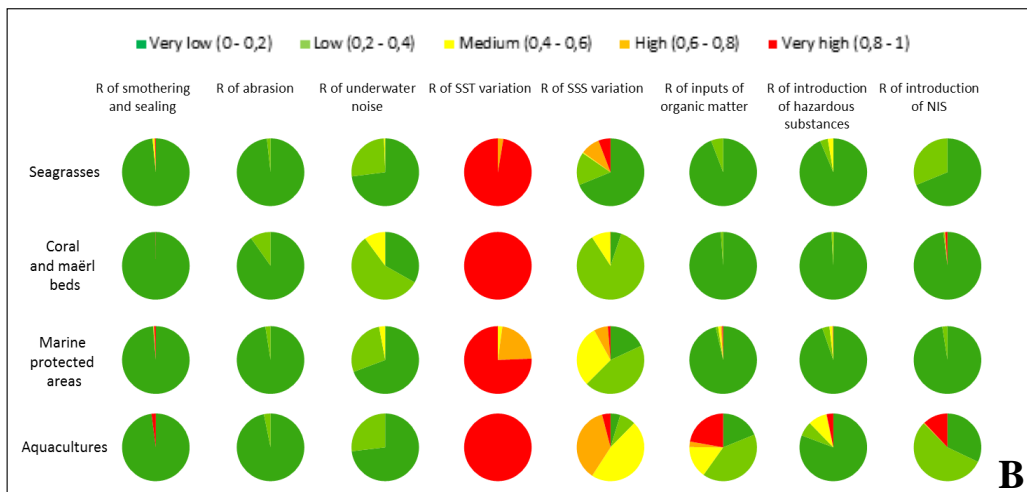 Very low (0 - 0,2) Low (0,2 - 0,4) Medium (0,4 - 0,6) High (0,6 - 0,8) Very high (0,8 - 1)
R of smothering and sealing
R of abrasion
R of underwater noise
R of SST variation
R of SSS variation
R of inputs of organic matter
R of introduction of hazardous substances
R of introduction of NIS
Seagrasses
Coral
and maërl
beds
Marine
protected
areas
Aquacultures
B